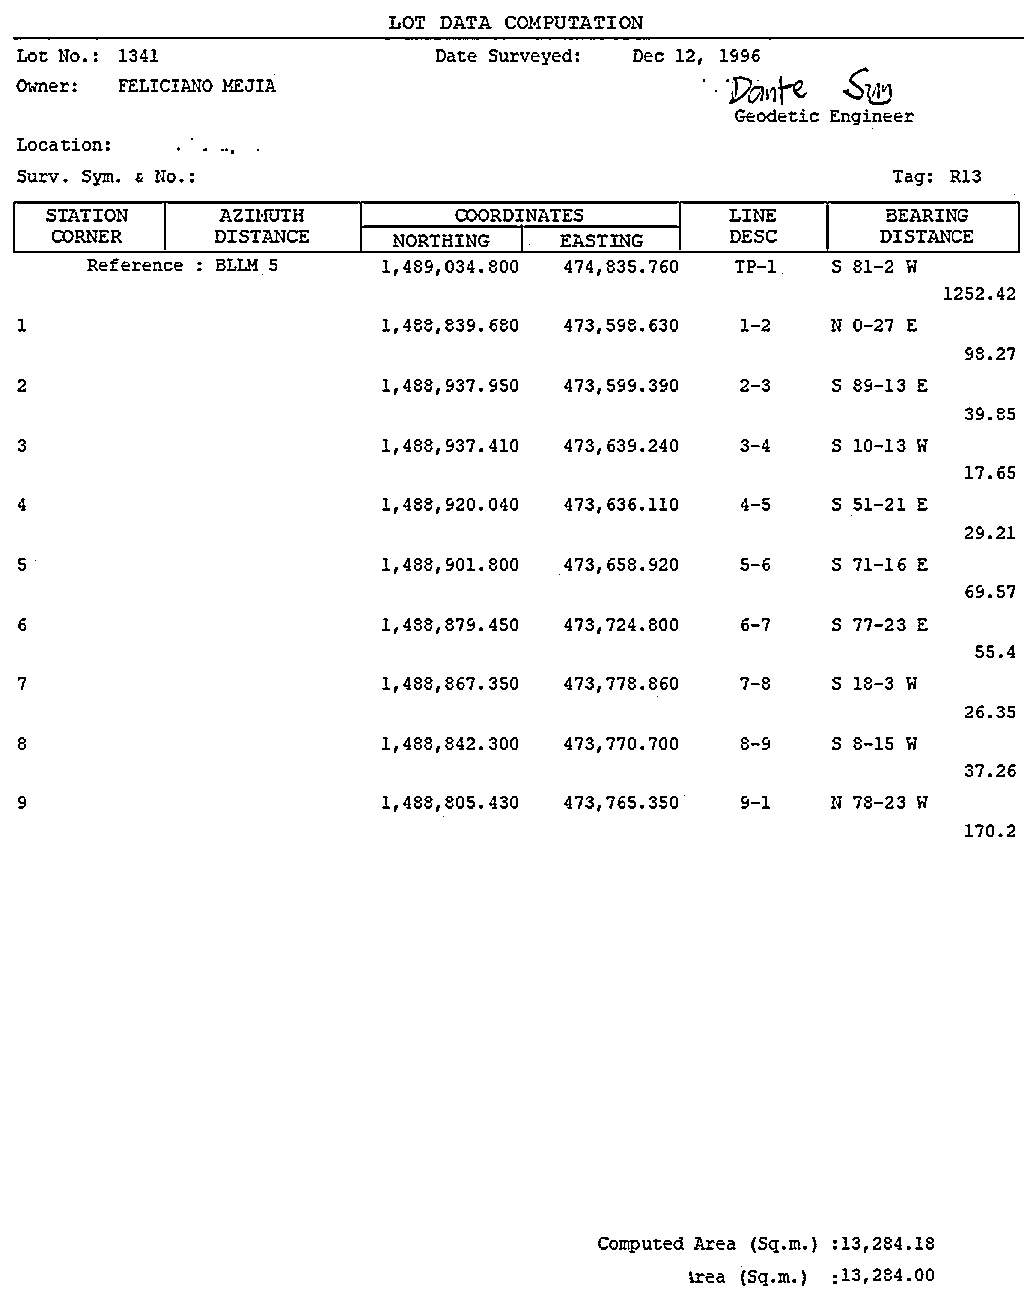 LOT DATA COMPUTATION
Lot No.: 1341 Date Surveyed: Dec 12, 1996
Owner: FELICIANO MEJIA
Dante Sun
Geodetic Engineer
Location:
Surv. Sym. & No.: Tag: R13
STATION CORNER AZIMUTH DISTANCE COORDINATES NORTHING EASTING LINE DESC BEARING DISTANCE
Reference : BLLM 5 1,489,034.800 474,835.760 TP-1 S 81-2 W
1252.42
1 1,488,839.680 473,598.630 1-2 N 0-27 E
98.27
2 1,488,937.950 473,599.390 2-3 S 89-13 E
39.85
3 1,488,937.410 473,639.240 3-4 S 10-13 W
17.65
4 1,488,920.040 473,636.110 4-5 S 51-21 E
29.21
5 1,488,901.800 473,658.920 5-6 S 71-16 E
69.57
6 1,488,879.450 473,724.800 6-7 S 77-23 E
55.4
7 1,488,867.350 473,778.860 7-8 S 18-3 W
26.35
8 1,488,842.300 473,770.700 8-9 S 8-15 W
37.26
9 1,488,805.430 473,765.350 9-1 N 78-23 W
170.2
Computed Area (Sq.m.) :13,284.18
Area (Sq.m.) :13,284.00